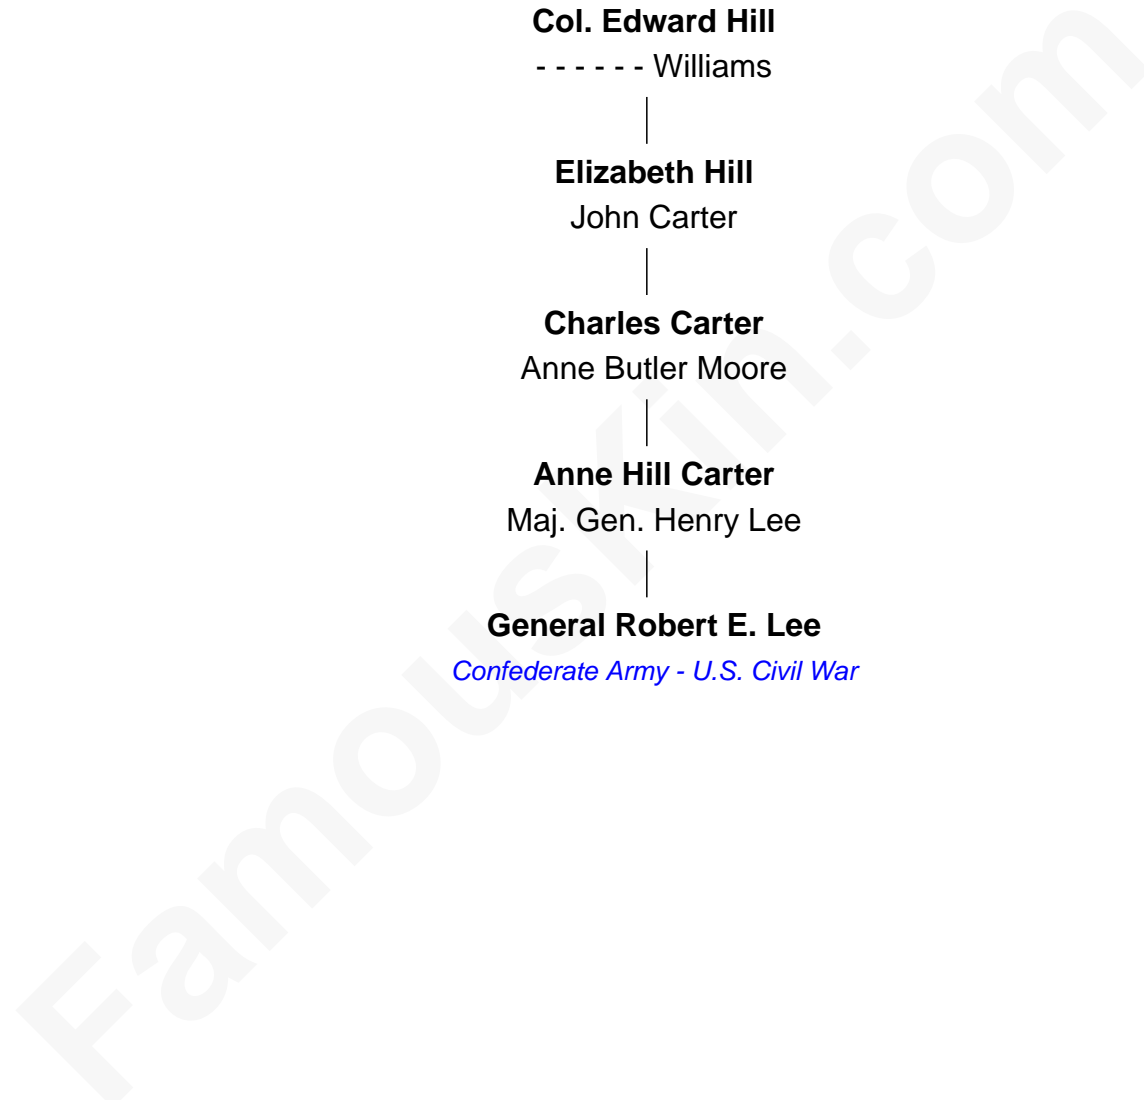 Col. Edward Hill
- - - - - - Williams
Elizabeth Hill
John Carter
Charles Carter
Anne Butler Moore
Anne Hill Carter
Maj. Gen. Henry Lee
General Robert E. Lee
Confederate Army - U.S. Civil War
FamousKin.com